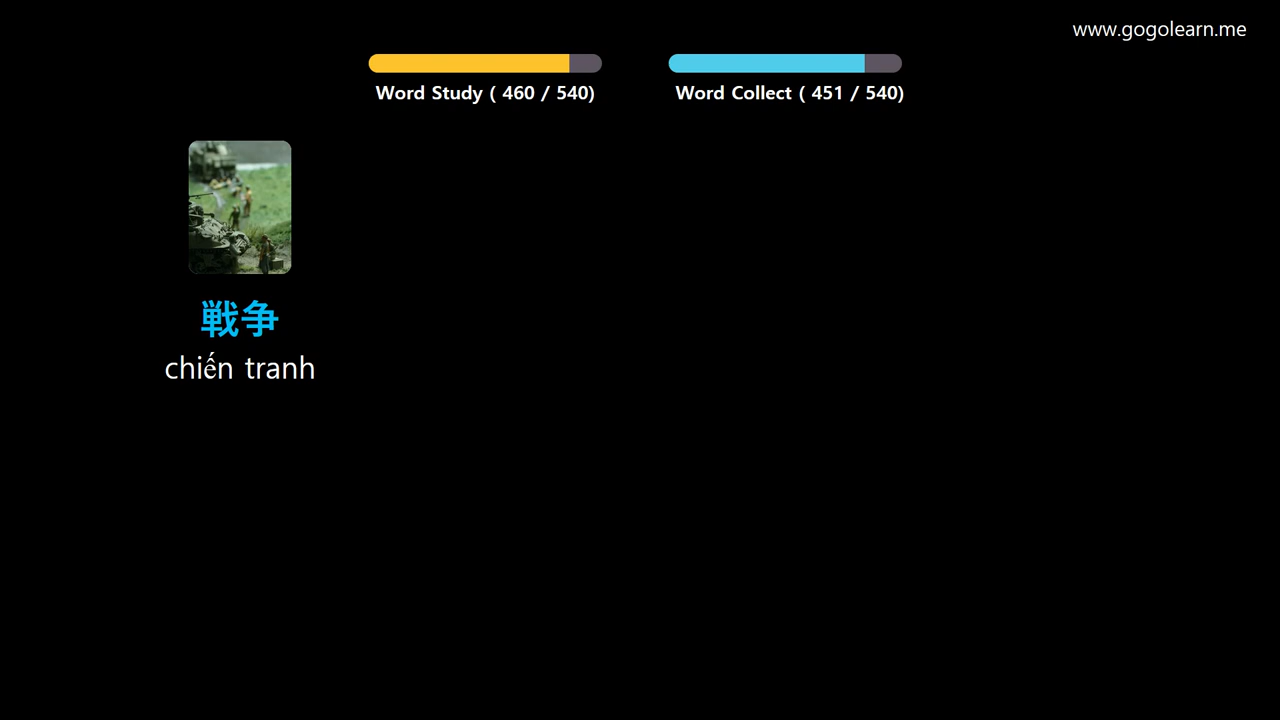 www.gogolearn.me
Word Study ( 460 / 540)
Word Collect ( 451 / 540)
戦争
chiến tranh